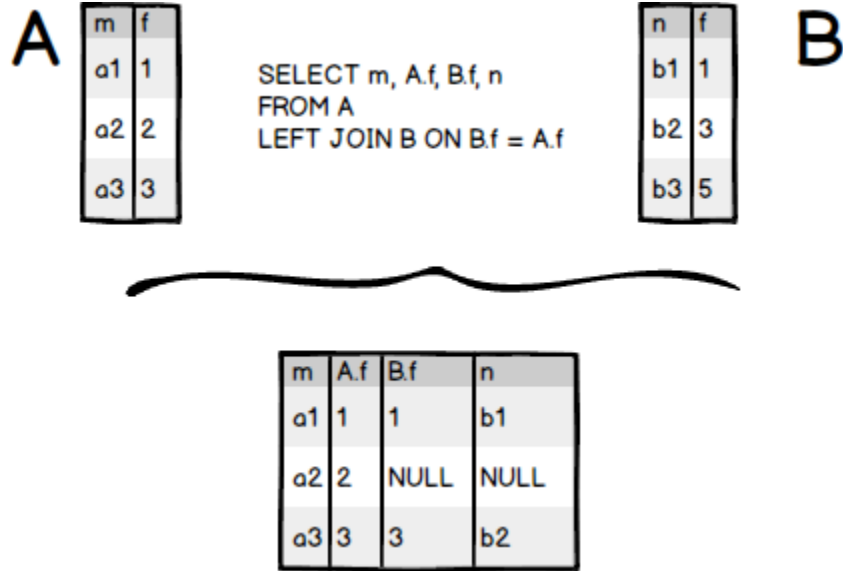 A
m f
a1 1
a2 2
a3 3
SELECT m, A.f, B.f, n
FROM A
LEFT JOIN B ON B.f = A.f
n f
b1 1
b2 3
b3 5
B
m A.f B.f n
a1 1 1 b1
a2 2 NULL NULL
a3 3 3 b2